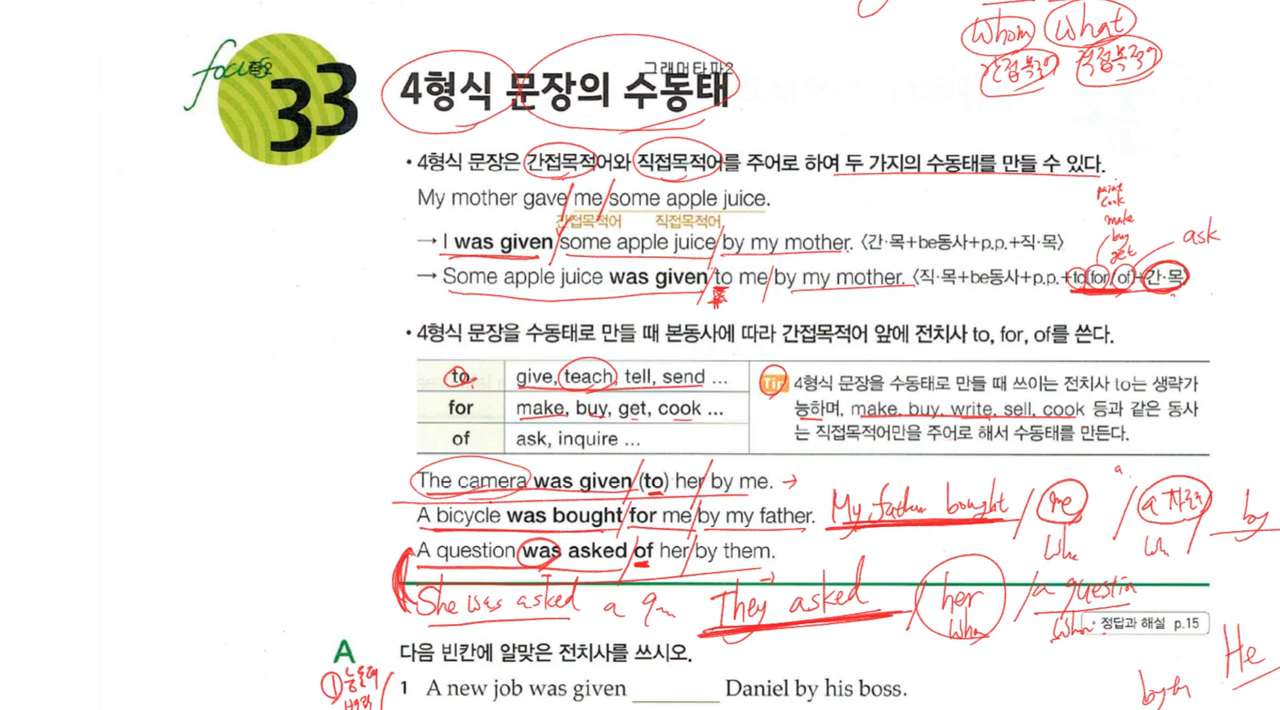 Whom What
간접목적어 직접목적어
focus
중2
그래머타파2
33
4형식 문장의 수동태
• 4형식 문장은 간접목적어와 직접목적어를 주어로 하여 두 가지의 수동태를 만들 수 있다.
My mother gave me some apple juice.
간접목적어 직접목적어
→ I was given some apple juice by my mother. 〈간·목+be동사+p.p.+직·목〉
paint
cook
make
buy
get
ask
→ Some apple juice was given to me by my mother. 〈직·목+be동사+p.p.+to, for, of+간·목〉
• 4형식 문장을 수동태로 만들 때 본동사에 따라 간접목적어 앞에 전치사 to, for, of를 쓴다.
to give, teach, tell, send ...
for make, buy, get, cook ...
of ask, inquire ...
Tip 4형식 문장을 수동태로 만들 때 쓰이는 전치사 to는 생략가
능하며, make, buy, write, sell, cook 등과 같은 동사
는 직접목적어만을 주어로 해서 수동태를 만든다.
The camera was given (to) her by me. →
A bicycle was bought for me by my father. My father bought / me / a / by
A question was asked of her by them.
She was asked a They asked / her / a question
• 정답과 해설 p.15
A 다음 빈칸에 알맞은 전치사를 쓰시오.
He
① 능동태
1 A new job was given ______ Daniel by his boss.